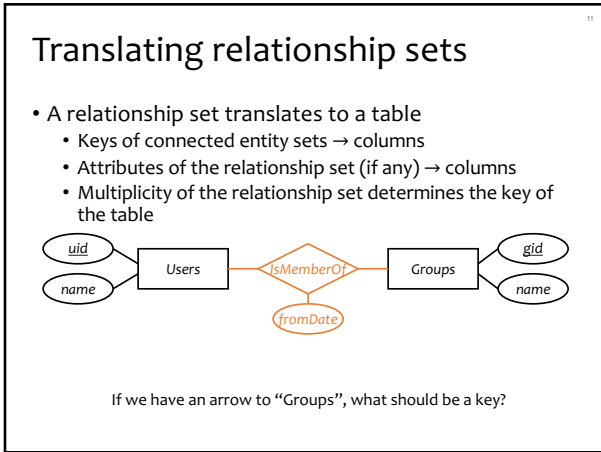 11
Translating relationship sets
• A relationship set translates to a table
• Keys of connected entity sets → columns
• Attributes of the relationship set (if any) → columns
• Multiplicity of the relationship set determines the key of
the table
uid
name
Users
IsMemberOf
fromDate
Groups
gid
name
If we have an arrow to “Groups”, what should be a key?